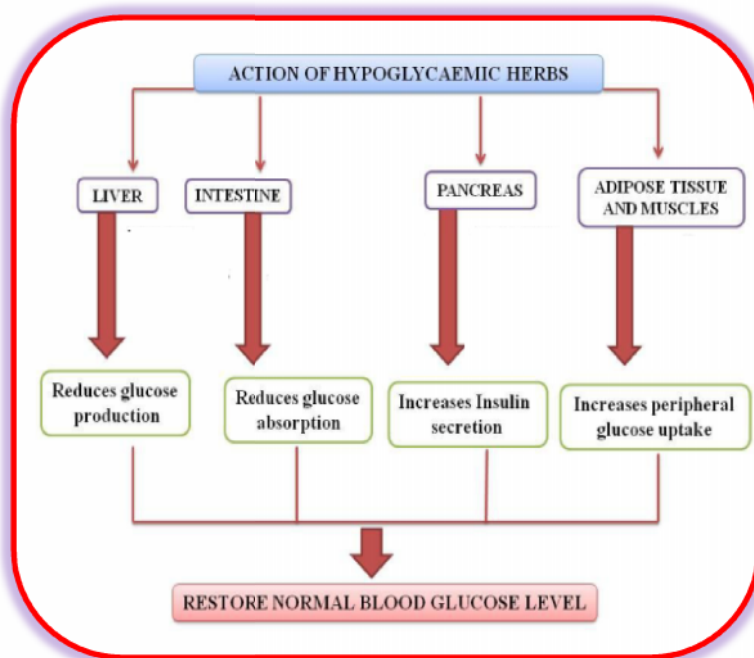 ACTION OF HYPOGLYCAEMIC HERBS
LIVER
INTESTINE
PANCREAS
ADIPOSE TISSUE
AND MUSCLES
Reduces glucose
production
Reduces glucose
absorption
Increases Insulin
secretion
Increases peripheral
glucose uptake
RESTORE NORMAL BLOOD GLUCOSE LEVEL